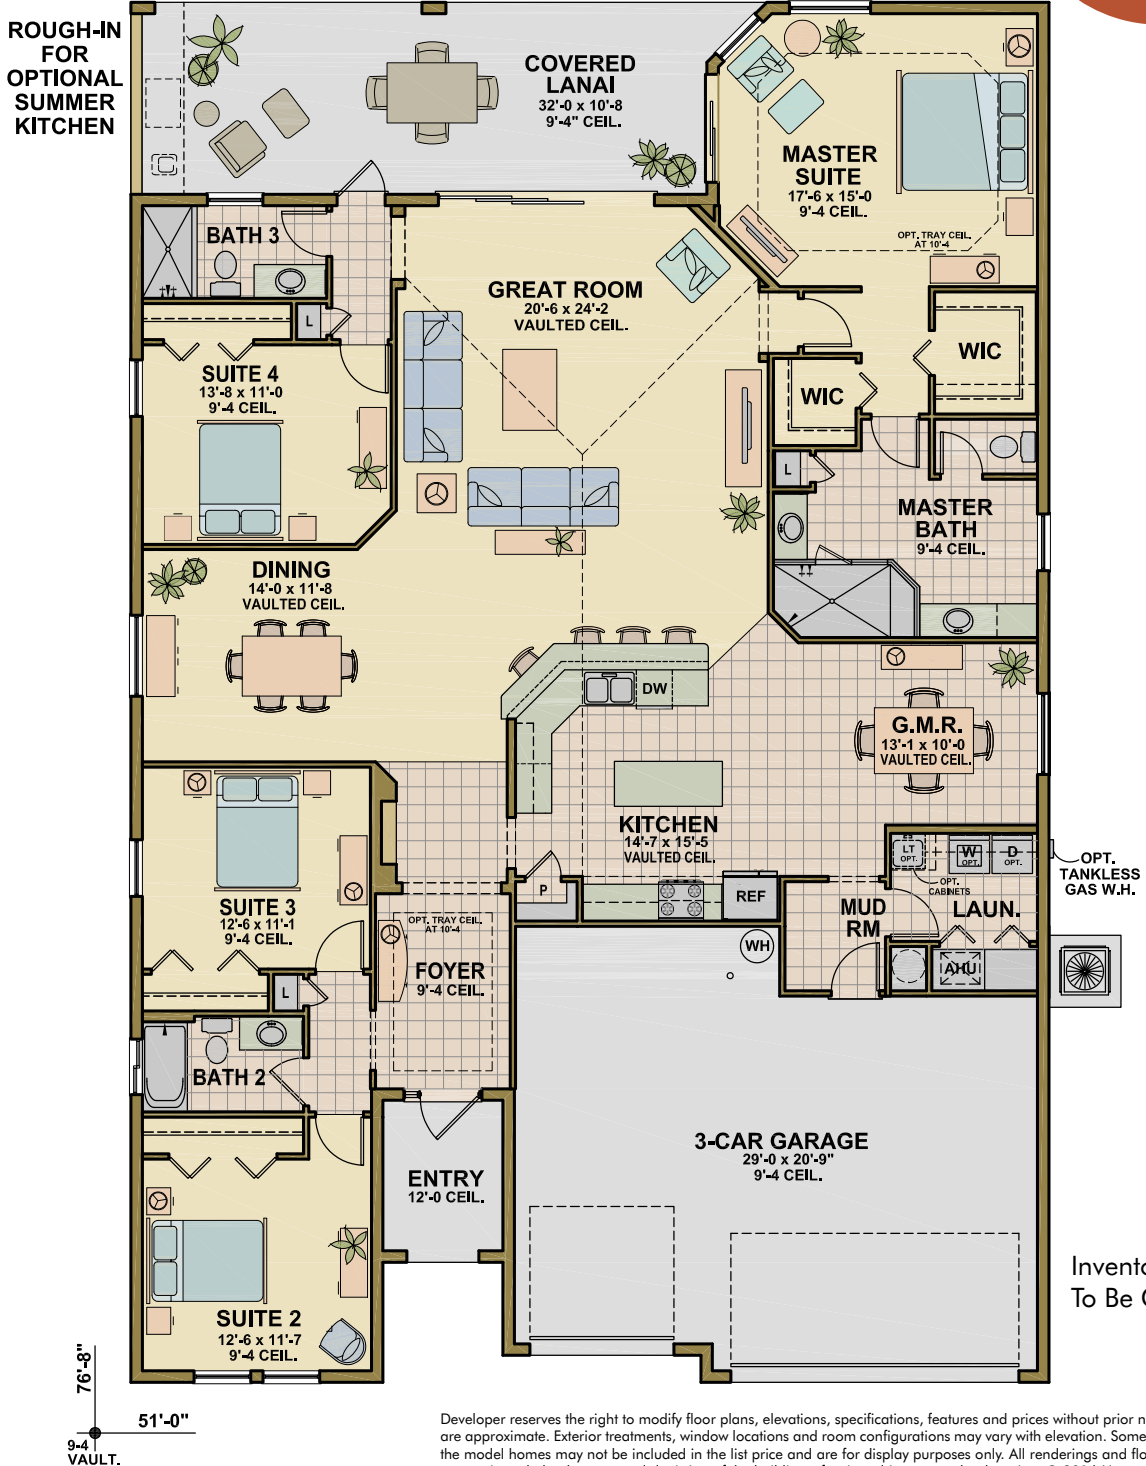 ROUGH-IN
FOR
OPTIONAL
SUMMER
KITCHEN
COVERED
LANAI
32'-0 x 10'-8
9'-4" CEIL.
MASTER
SUITE
17'-6 x 15'-0
9'-4 CEIL.
OPT. TRAY CEIL.
AT 10'-4
BATH 3
GREAT ROOM
20'-6 x 24'-2
VAULTED CEIL.
L
WIC
WIC
SUITE 4
13'-8 x 11'-0
9'-4 CEIL.
L
MASTER
BATH
9'-4 CEIL.
DINING
14'-0 x 11'-8
VAULTED CEIL.
DW
G.M.R.
13'-1 x 10'-0
VAULTED CEIL.
KITCHEN
14'-7 x 15'-5
VAULTED CEIL.
LT
OPT.
W
OPT.
D
OPT.
OPT.
TANKLESS
GAS W.H.
OPT.
CABINETS
P
REF
MUD
RM
LAUN.
SUITE 3
12'-6 x 11'-1
9'-4 CEIL.
OPT. TRAY CEIL.
AT 10'-4
FOYER
9'-4 CEIL.
WH
AHU
L
BATH 2
3-CAR GARAGE
29'-0 x 20'-9"
9'-4 CEIL.
ENTRY
12'-0 CEIL.
SUITE 2
12'-6 x 11'-7
9'-4 CEIL.
To Be
76'-8"
51'-0"
9-4
VAULT.
Developer reserves the right to modify floor plans, elevations, specifications, features and prices without prior
are approximate. Exterior treatments, window locations and room configurations may vary with elevation. Some
the model homes may not be included in the list price and are for display purposes only. All renderings and